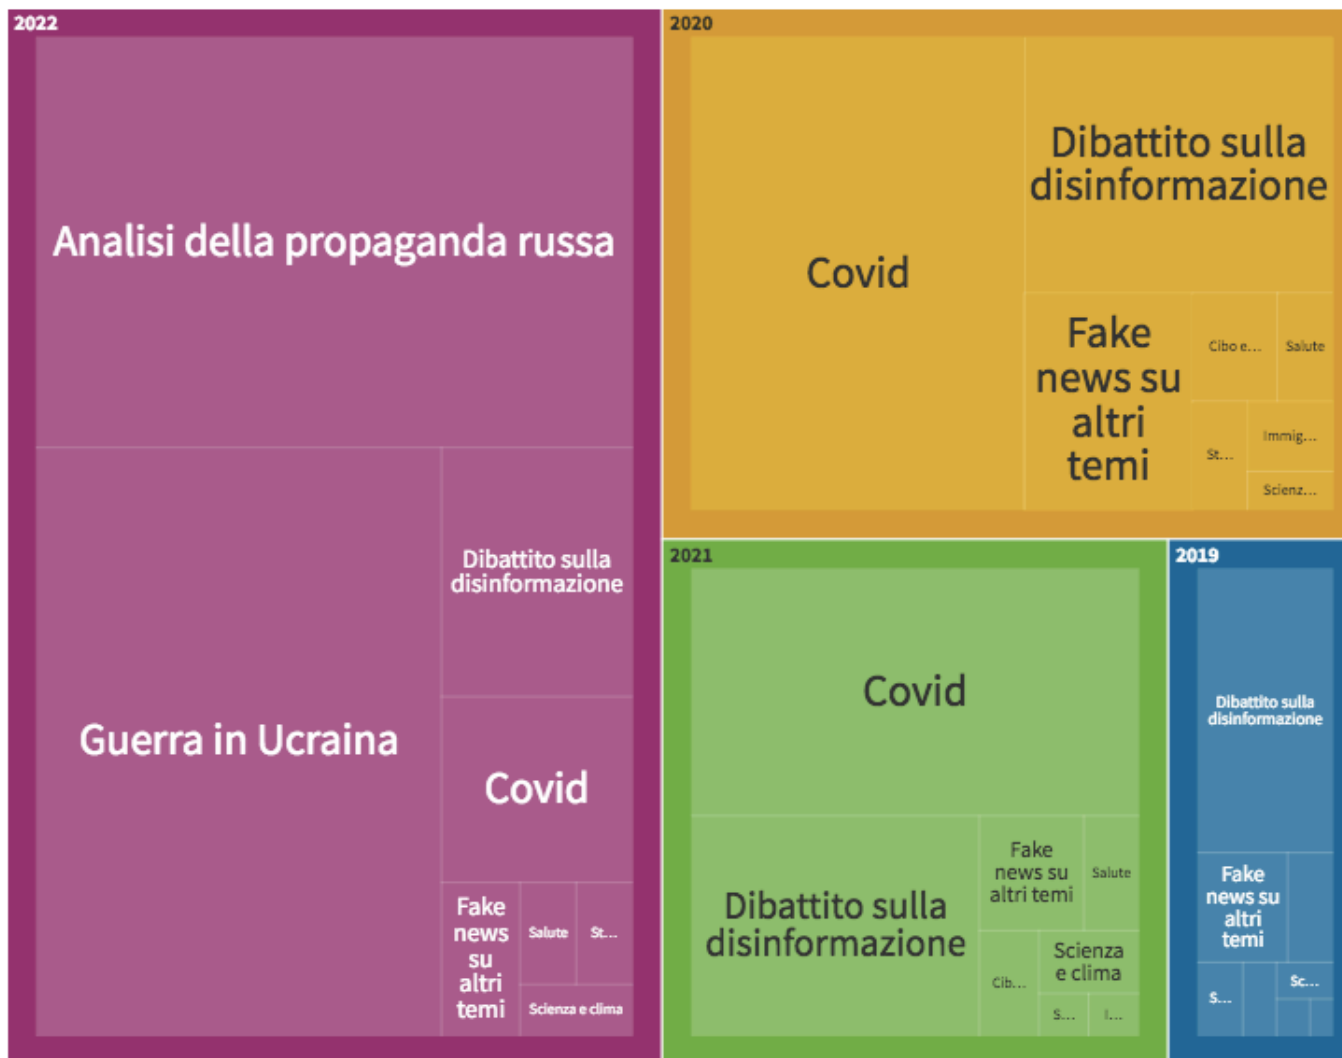 2022
Analisi della propaganda russa
Guerra in Ucraina
Dibattito sulla
disinformazione
Covid
Fake
news su
altri
temi
Salute
St...
Scienza e clima
2020
Covid
Dibattito sulla
disinformazione
Fake
news su
altri
temi
Cibo e...
Salute
St...
Immig...
Scienz...
2021
Covid
Dibattito sulla
disinformazione
Fake
news su
altri temi
Salute
Cib...
Scienza
e clima
S...
I...
2019
Dibattito sulla
disinformazione
Fake
news su
altri
temi
S...
Sc...